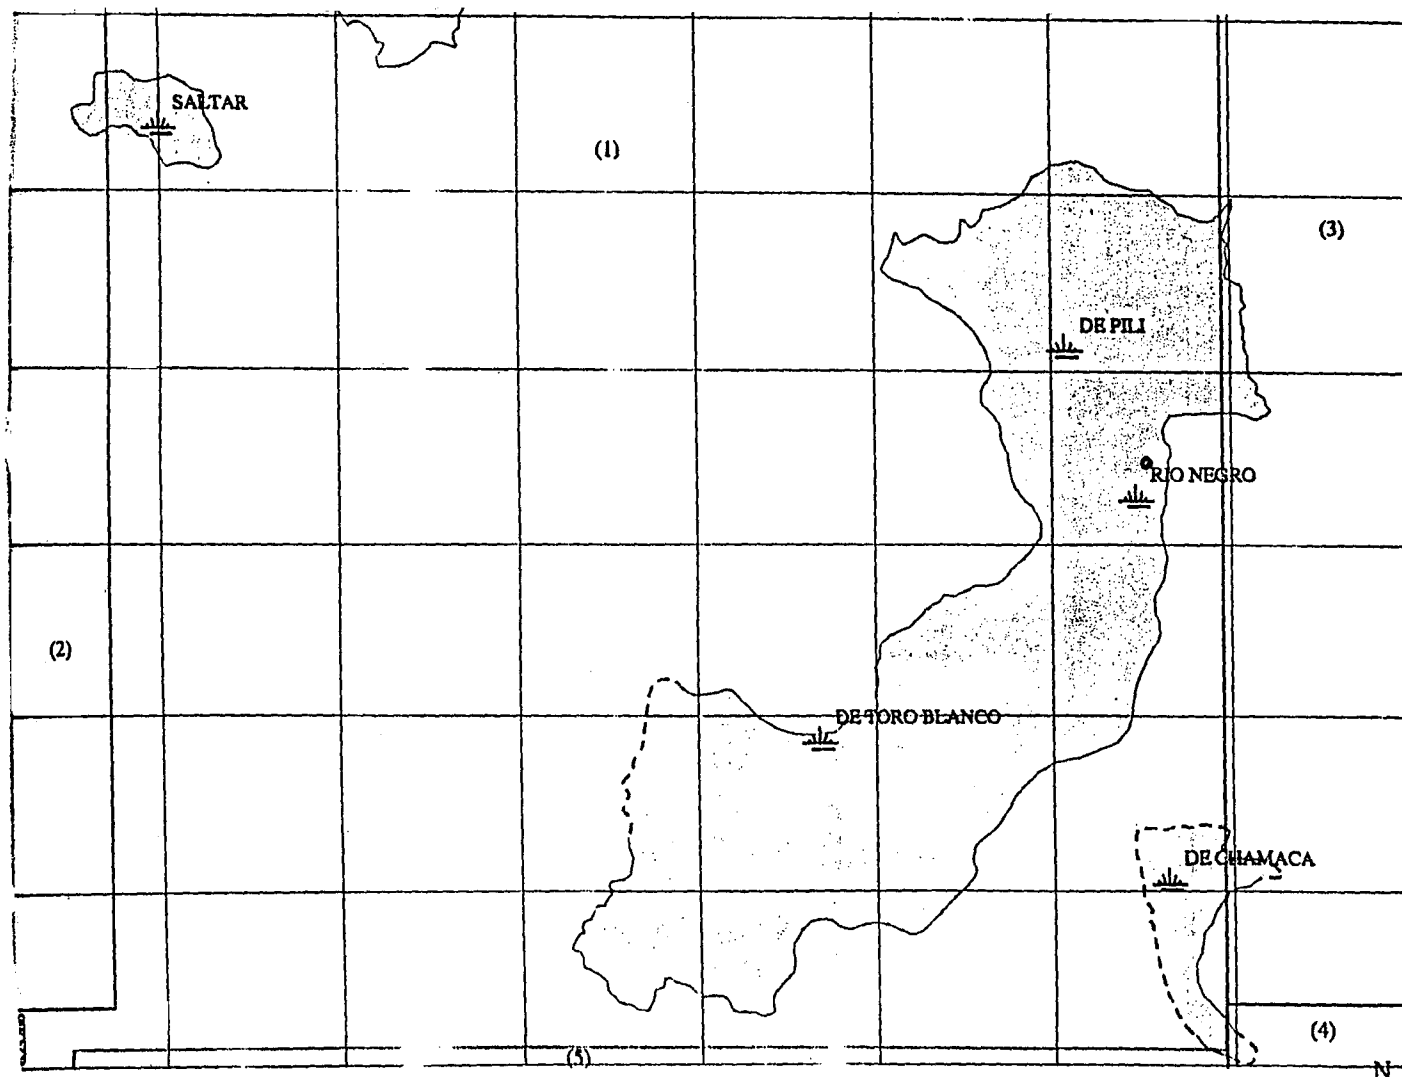 SALTAR
(1)
(3)
DE PILI
RIO NEGRO
(2)
DE TORO BLANCO
DE CHAMACA
(4)
(5)
N